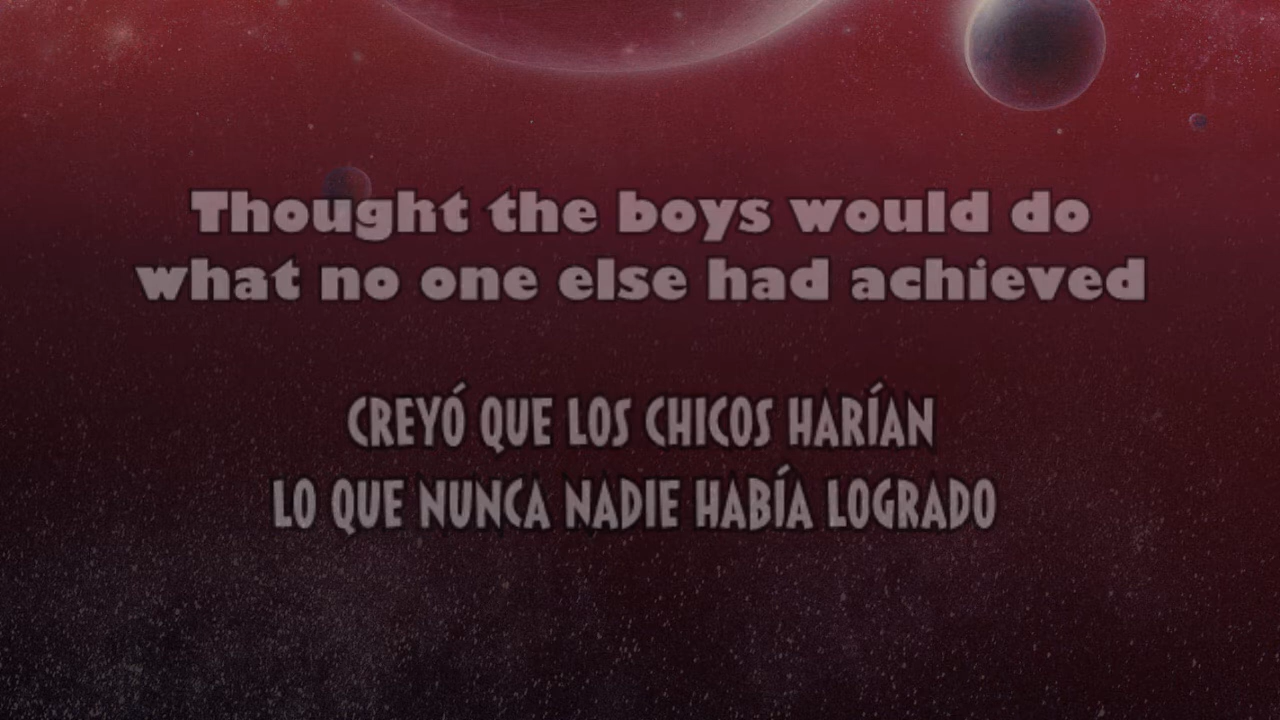 Thought the boys would do
what no one else had achieved
CREYÓ QUE LOS CHICOS HARÍAN
LO QUE NUNCA NADIE HABÍA LOGRADO